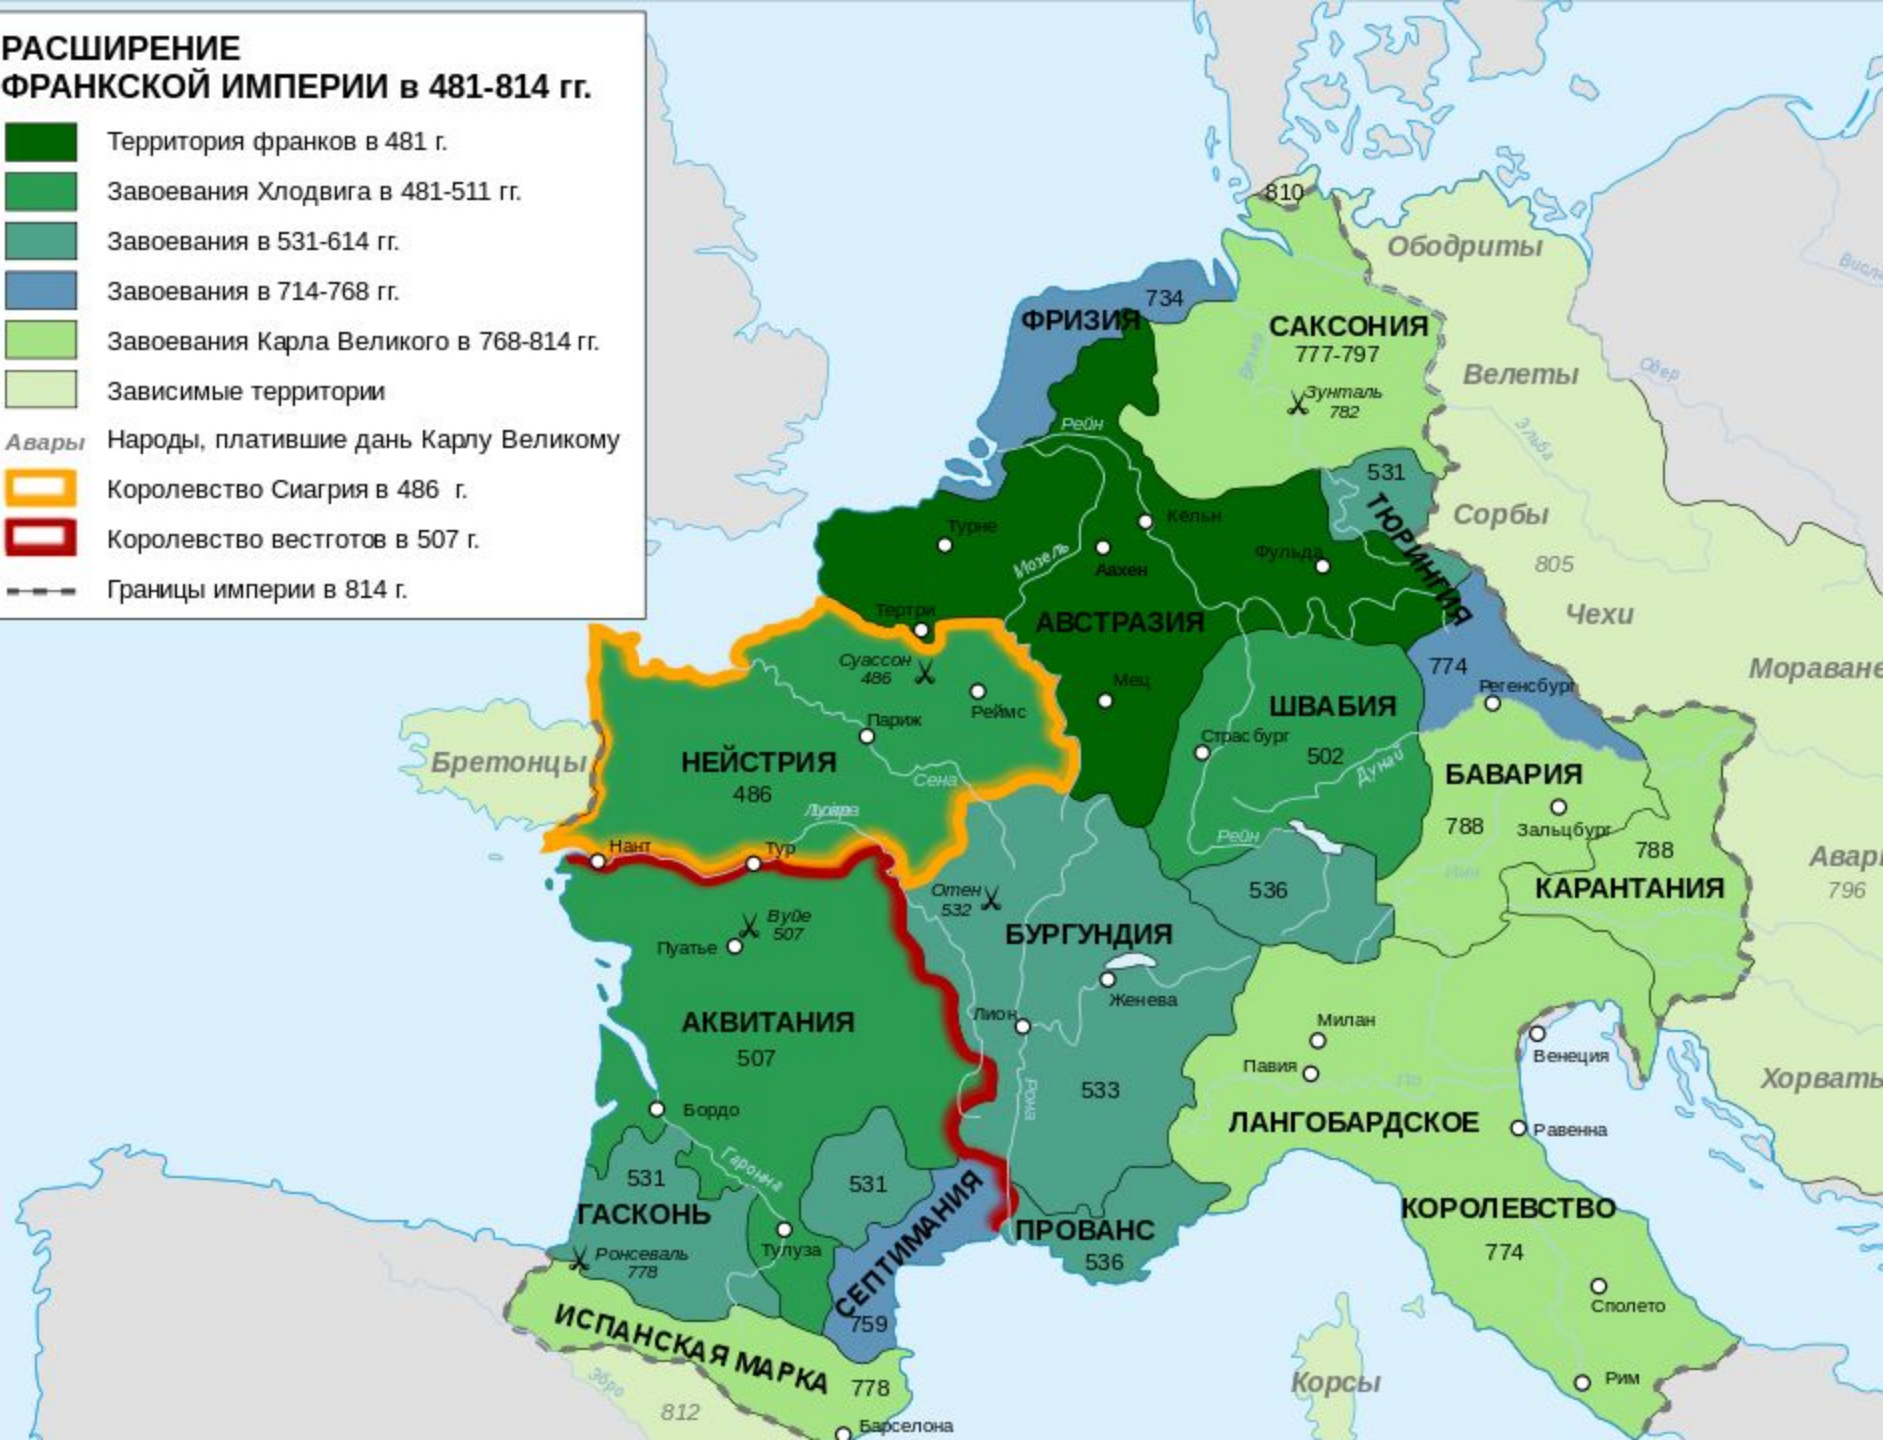 РАСШИРЕНИЕ
ФРАНКСКОЙ ИМПЕРИИ в 481-814 гг.
Территория франков в 481 г.
Завоевания Хлодвига в 481-511 гг.
Завоевания в 531-614 гг.
Завоевания в 714-768 гг.
Завоевания Карла Великого в 768-814 гг.
Зависимые территории
Авары Народы, платившие дань Карлу Великому
Королевство Сиагрия в 486 г.
Королевство вестготов в 507 г.
Границы империи в 814 г.
810
Ободриты
734
ФРИЗИЯ
САКСОНИЯ
777-797
Везер
Зунталь
782
Велеты
Одер
Эльба
Рейн
531
ТЮРИНГИЯ
Сорбы
805
Чехи
Мораване
Турне
Кёльн
Мозель
Аахен
Фульда
Тертри
АВСТРАЗИЯ
Суассон
486
Реймс
Мец
774
Регенсбург
Париж
ШВАБИЯ
Страсбург
502
Дунай
Бретонцы
НЕЙСТРИЯ
486
Сена
БАВАРИЯ
788
Зальцбург
788
КАРАНТАНИЯ
Инн
Рейн
536
Нант
Тур
Отен
532
БУРГУНДИЯ
Авары
796
Вуйе
507
Пуатье
Женева
Лион
АКВИТАНИЯ
507
533
Рона
Милан
Павия
По
Венеция
Хорваты
ЛАНГОБАРДСКОЕ
Равенна
Бордо
Гаронна
531
ГАСКОНЬ
531
СЕПТИМАНИЯ
759
ПРОВАНС
536
КОРОЛЕВСТВО
774
Тулуза
Ронсеваль
778
Сполето
ИСПАНСКАЯ МАРКА
778
Эбро
812
Барселона
Корсы
Рим